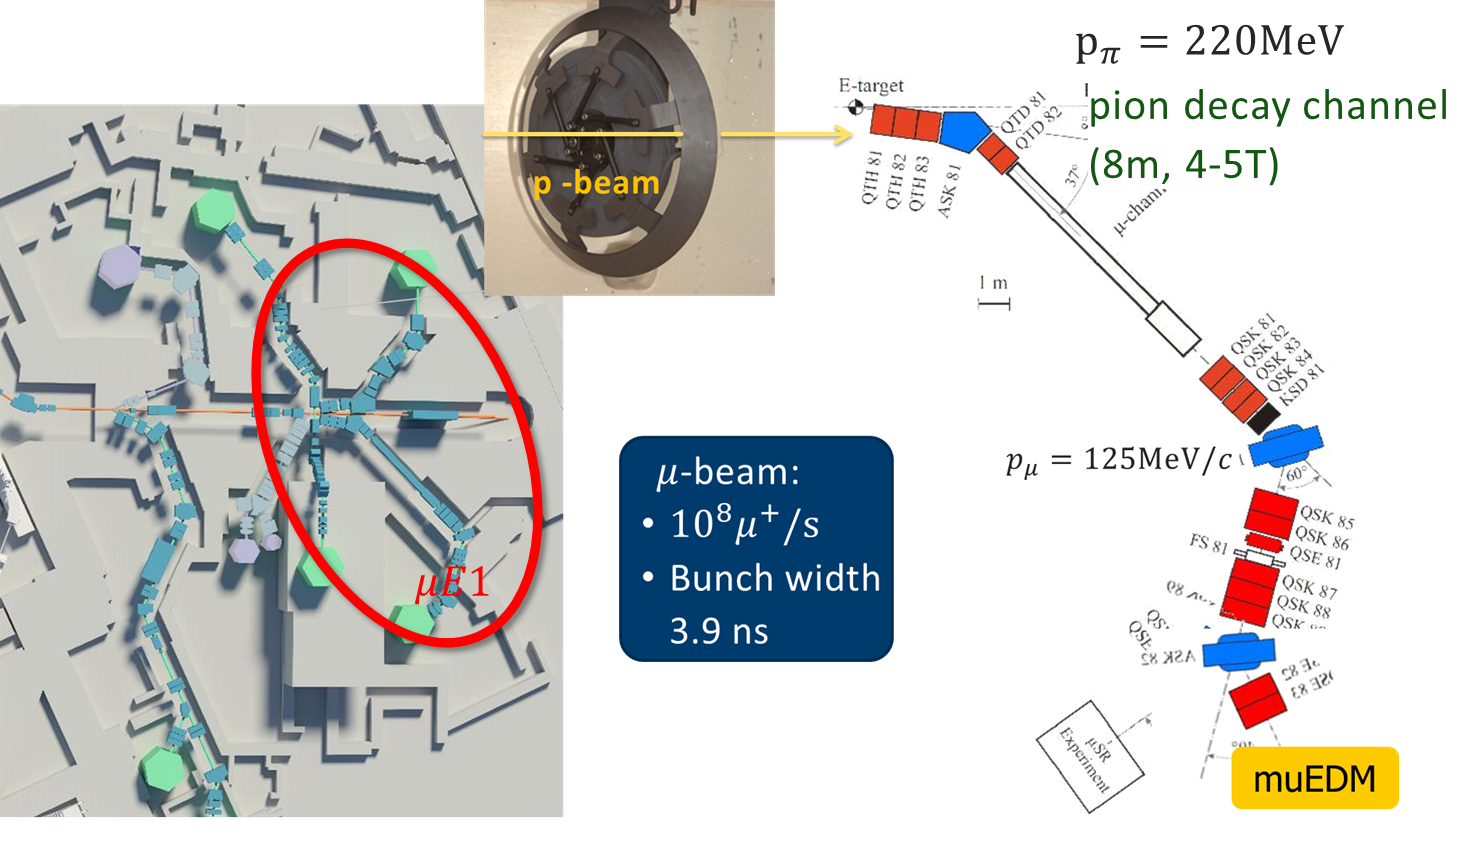 p_π = 220MeV
E-target
pion decay channel
(8m, 4-5T)
QTD 81
QTD 82
QTH 81
QTH 82
QTH 83
ASK 81
37°
p -beam
1 m
QSK 81
QSK 82
QSK 83
QSK 84
KSD 81
p_μ = 125MeV/c
60°
μ-beam:
• 10⁸μ⁺/s
• Bunch width
3.9 ns
QSK 85
QSK 86
QSE 81
FS 81
QSK 87
QSK 88
μE1
ASK 82
μSR
Experiment
muEDM